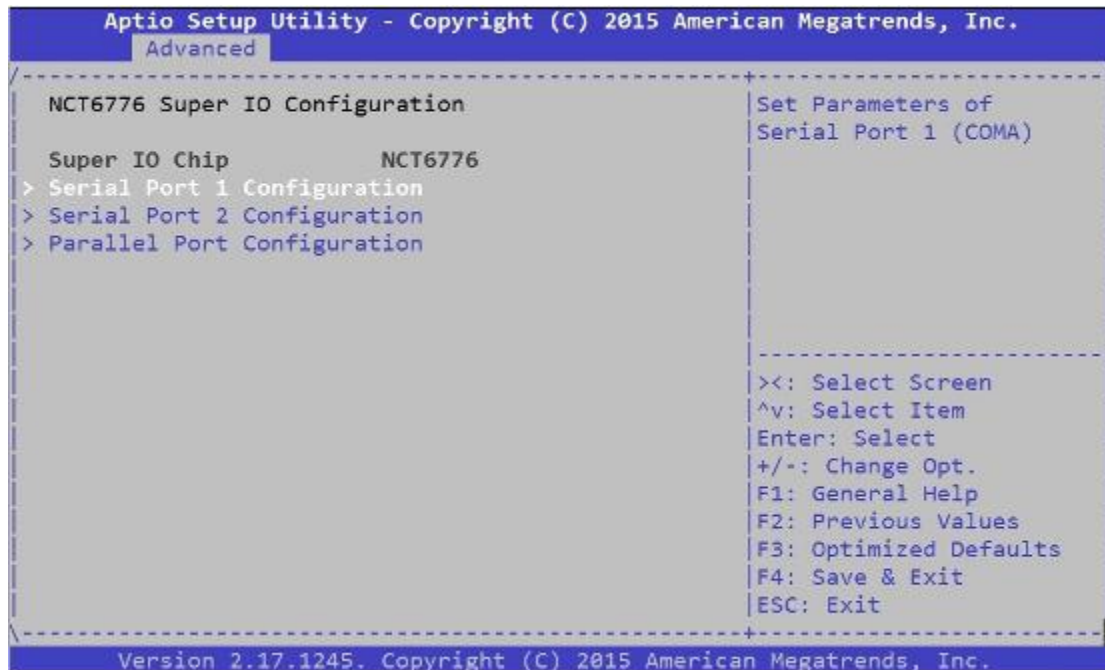 Aptio Setup Utility - Copyright (C) 2015 American Megatrends, Inc.
Advanced
NCT6776 Super IO Configuration
Super IO Chip NCT6776
> Serial Port 1 Configuration
> Serial Port 2 Configuration
> Parallel Port Configuration
Set Parameters of
Serial Port 1 (COMA)
><: Select Screen
^v: Select Item
Enter: Select
+/-: Change Opt.
F1: General Help
F2: Previous Values
F3: Optimized Defaults
F4: Save & Exit
ESC: Exit
Version 2.17.1245. Copyright (C) 2015 American Megatrends, Inc.